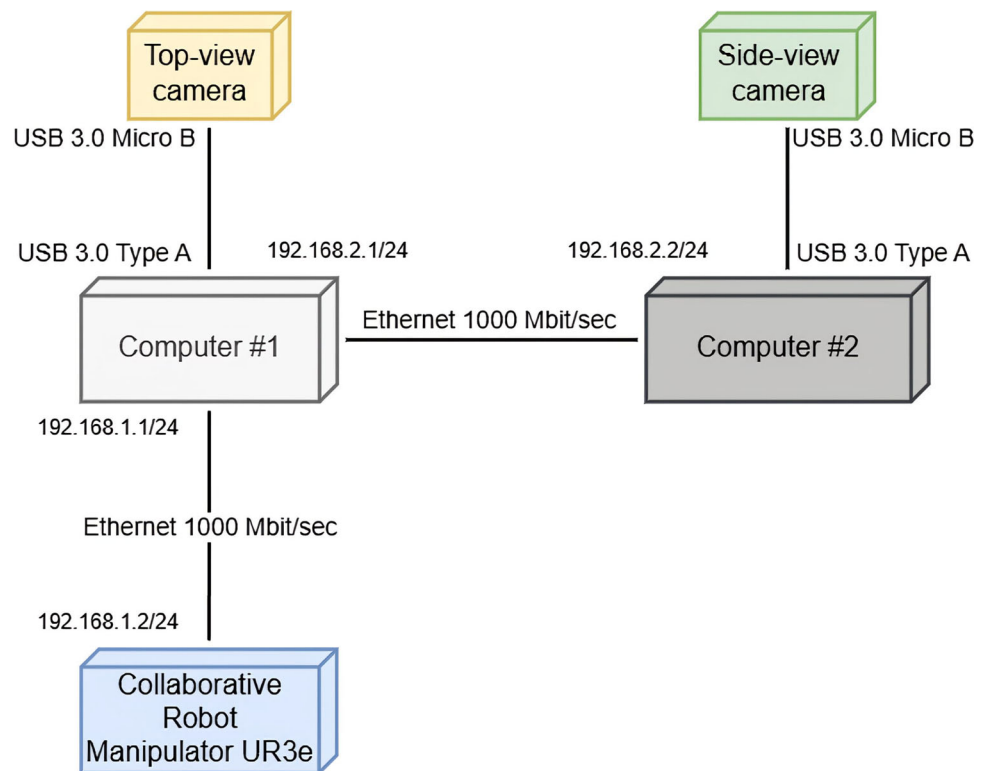 Top-view
camera
Side-view
camera
USB 3.0 Micro B
USB 3.0 Micro B
USB 3.0 Type A
192.168.2.1/24
192.168.2.2/24
USB 3.0 Type A
Computer #1
Ethernet 1000 Mbit/sec
Computer #2
192.168.1.1/24
Ethernet 1000 Mbit/sec
192.168.1.2/24
Collaborative
Robot
Manipulator UR3e